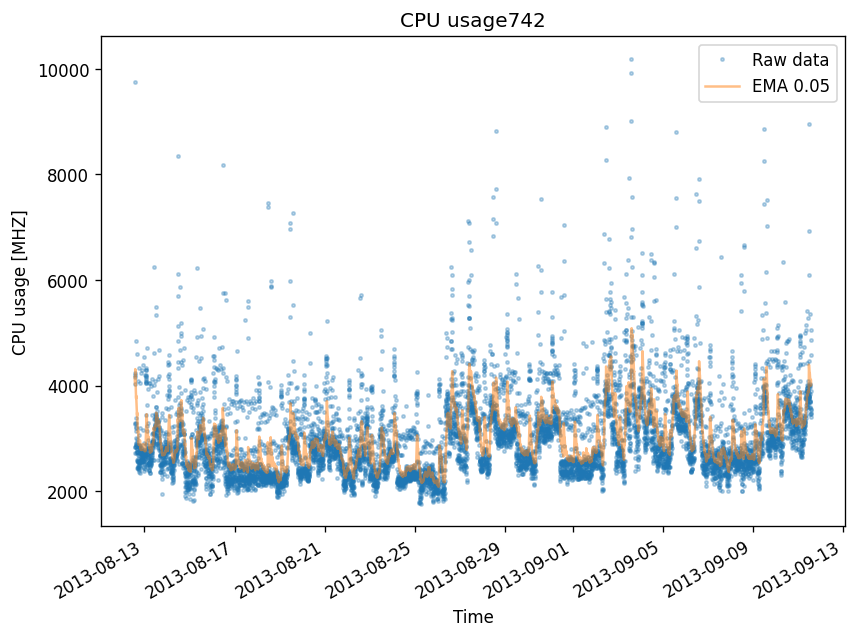 CPU usage742
Raw data
EMA 0.05
CPU usage [MHZ]
10000
8000
6000
4000
2000
2013-08-13
2013-08-17
2013-08-21
2013-08-25
2013-08-29
2013-09-01
2013-09-05
2013-09-09
2013-09-13
Time